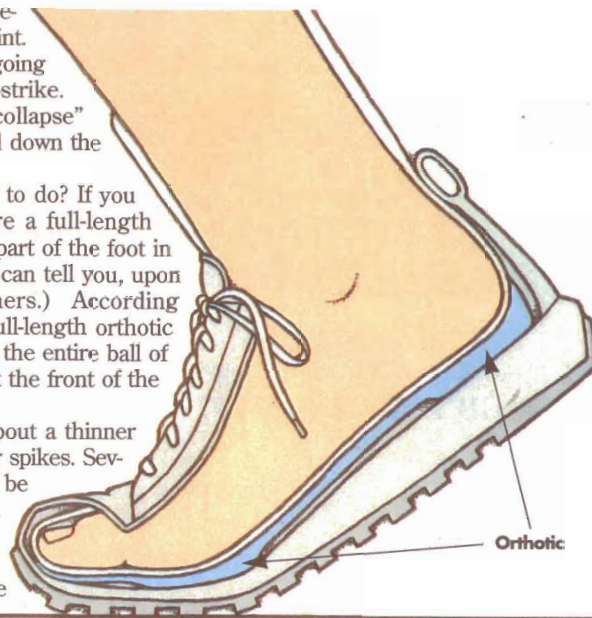 e-
int.
going
strike.
collapse"
l down the
to do? If you
re a full-length
part of the foot in
can tell you, upon
ners.) According
ull-length orthotic
the entire ball of
t the front of the
bout a thinner
r spikes. Sev-
be
e
Orthotic